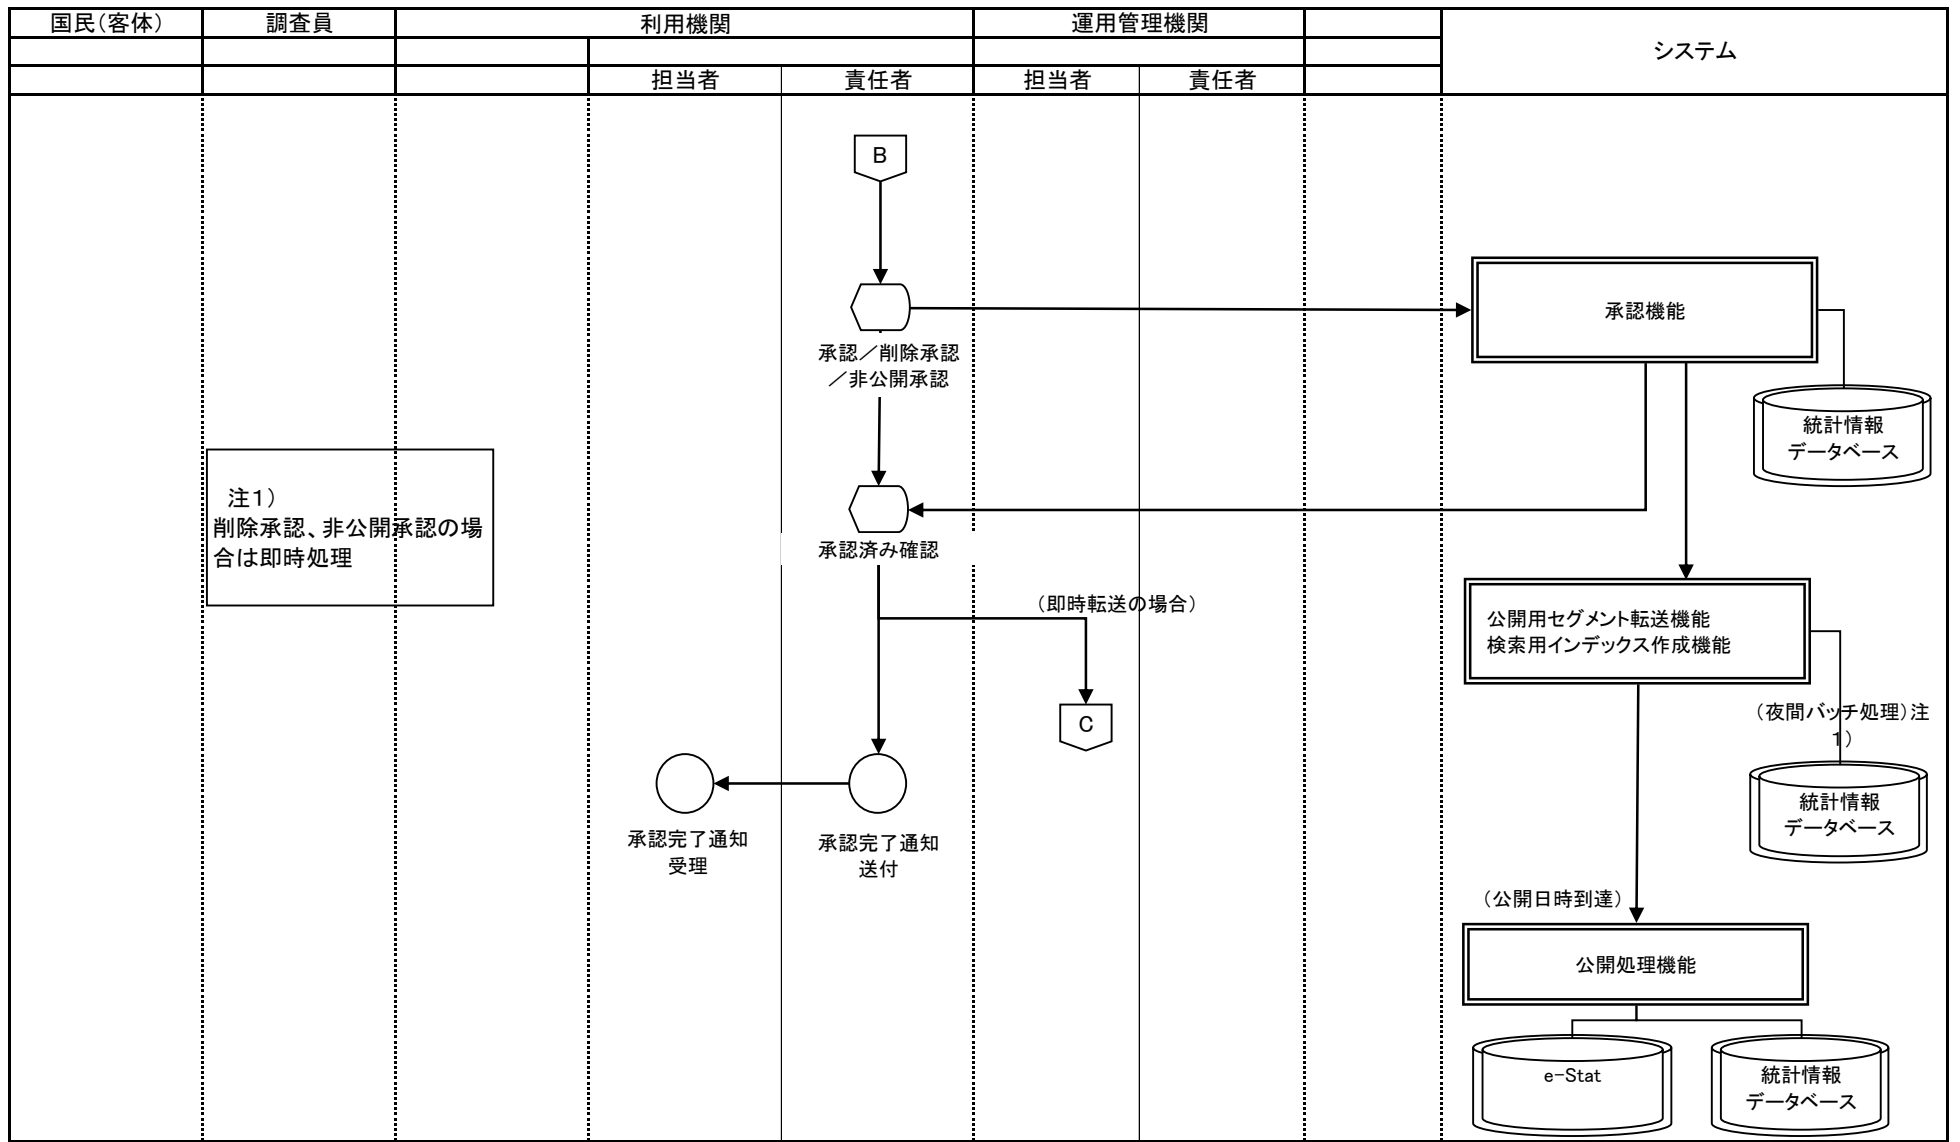 国民（客体）
調査員
利用機関
運用管理機関
システム
担当者
責任者
担当者
責任者
B
承認機能
承認／削除承認
／非公開承認
統計情報
データベース
注１）
削除承認、非公開承認の場
合は即時処理
承認済み確認
（即時転送の場合）
公開用セグメント転送機能
検索用インデックス作成機能
C
（夜間バッチ処理）注
１）
統計情報
データベース
承認完了通知
受理
承認完了通知
送付
（公開日時到達）
公開処理機能
e-Stat
統計情報
データベース